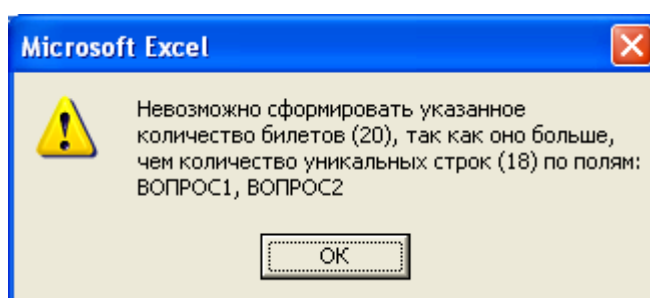 Microsoft Excel
Невозможно сформировать указанное
количество билетов (20), так как оно больше,
чем количество уникальных строк (18) по полям:
ВОПРОС1, ВОПРОС2
ОК